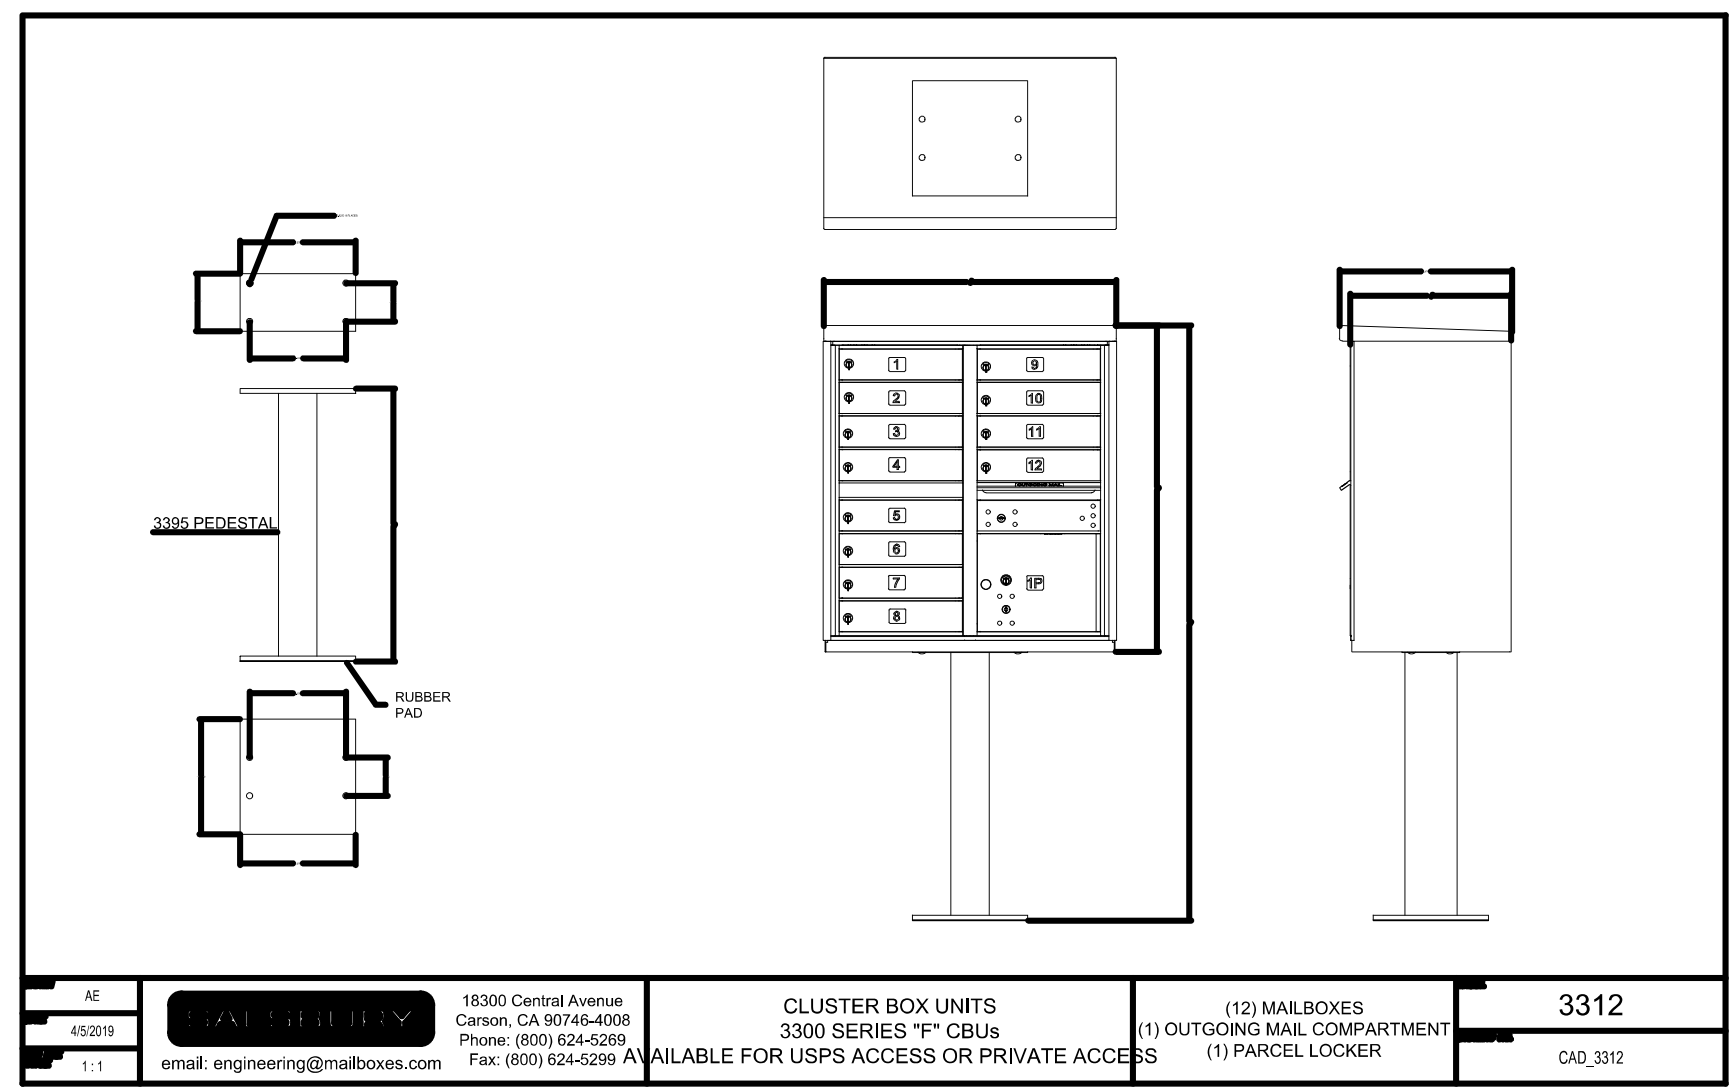 1
9
2
10
3
11
4
12
OUTGOING MAIL
5
6
7
1P
8
3395 PEDESTAL
RUBBER
PAD
AE
4/5/2019
1 : 1
SALSBURY
email: engineering@mailboxes.com
18300 Central Avenue
Carson, CA 90746-4008
Phone: (800) 624-5269
Fax: (800) 624-5299
CLUSTER BOX UNITS
3300 SERIES "F" CBUs
AVAILABLE FOR USPS ACCESS OR PRIVATE ACCESS
(12) MAILBOXES
(1) OUTGOING MAIL COMPARTMENT
(1) PARCEL LOCKER
3312
CAD_3312